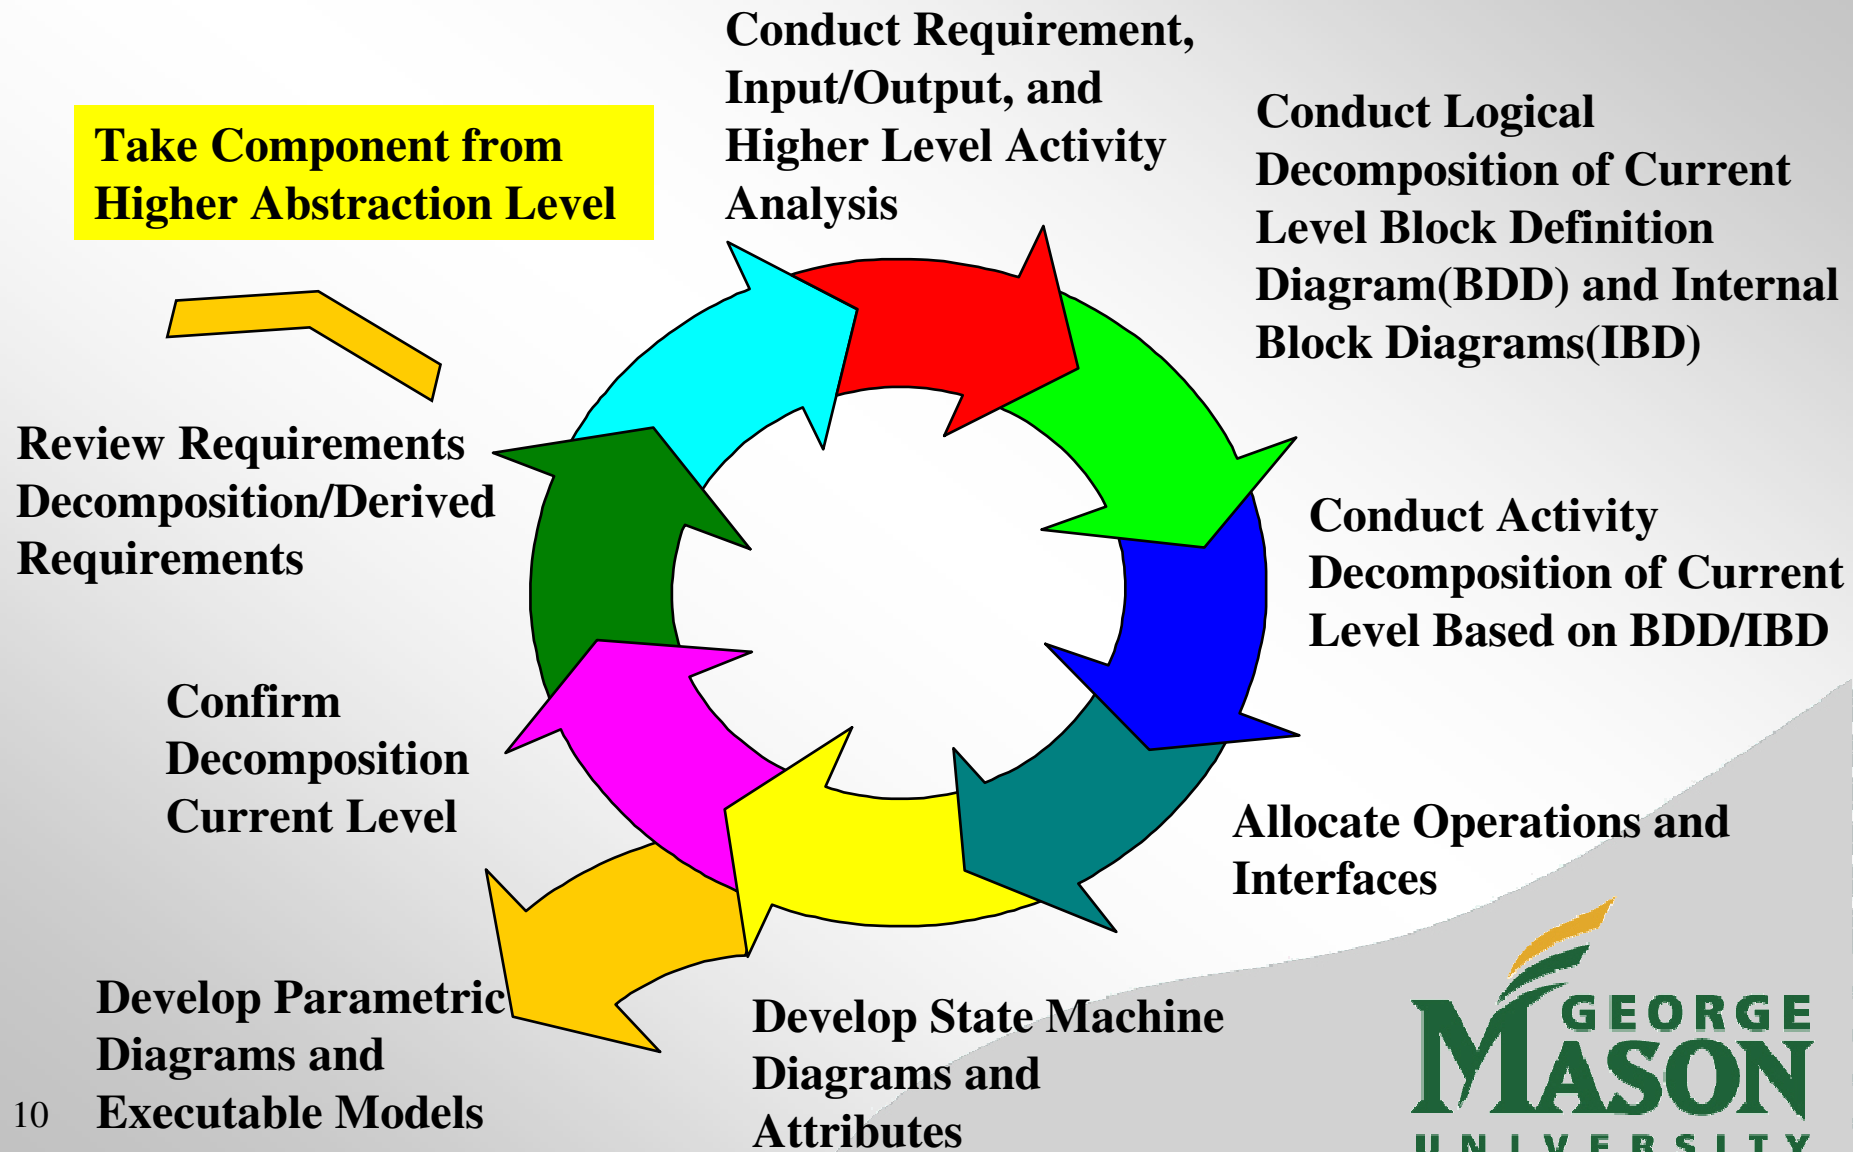 Take Component from
Higher Abstraction Level
Conduct Requirement,
Input/Output, and
Higher Level Activity
Analysis
Conduct Logical
Decomposition of Current
Level Block Definition
Diagram(BDD) and Internal
Block Diagrams(IBD)
Conduct Activity
Decomposition of Current
Level Based on BDD/IBD
Allocate Operations and
Interfaces
Develop State Machine
Diagrams and
Attributes
Develop Parametric
Diagrams and
Executable Models
Confirm
Decomposition
Current Level
Review Requirements
Decomposition/Derived
Requirements
10
GEORGE
MASON
UNIVERSITY